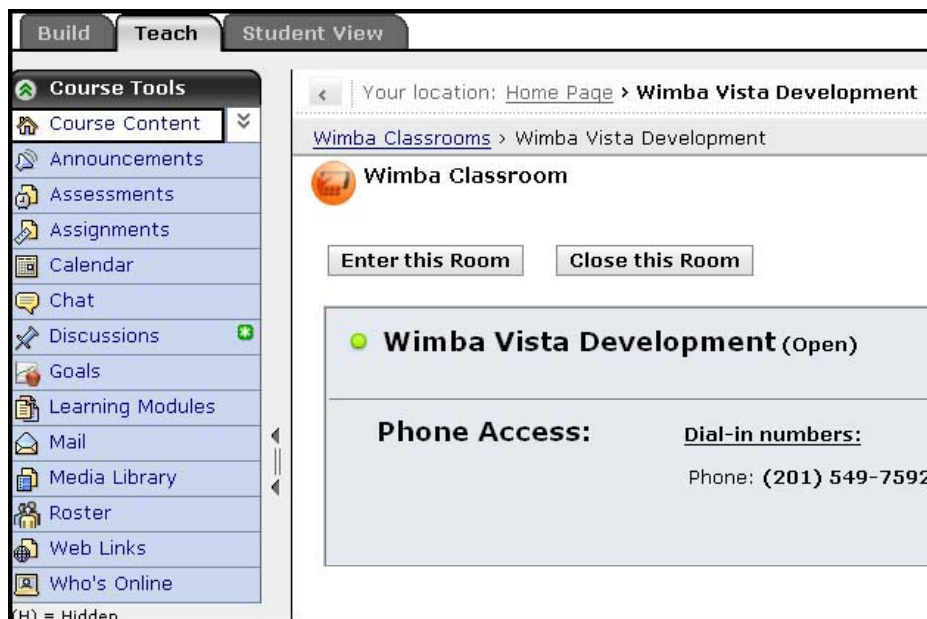 Build Teach Student View
Course Tools
Course Content
Announcements
Assessments
Assignments
Calendar
Chat
Discussions
Goals
Learning Modules
Mail
Media Library
Roster
Web Links
Who's Online
(H) = Hidden
Your location: Home Page > Wimba Vista Development
Wimba Classrooms > Wimba Vista Development
Wimba Classroom
Enter this Room Close this Room
Wimba Vista Development (Open)
Phone Access: Dial-in numbers:
Phone: (201) 549-7592